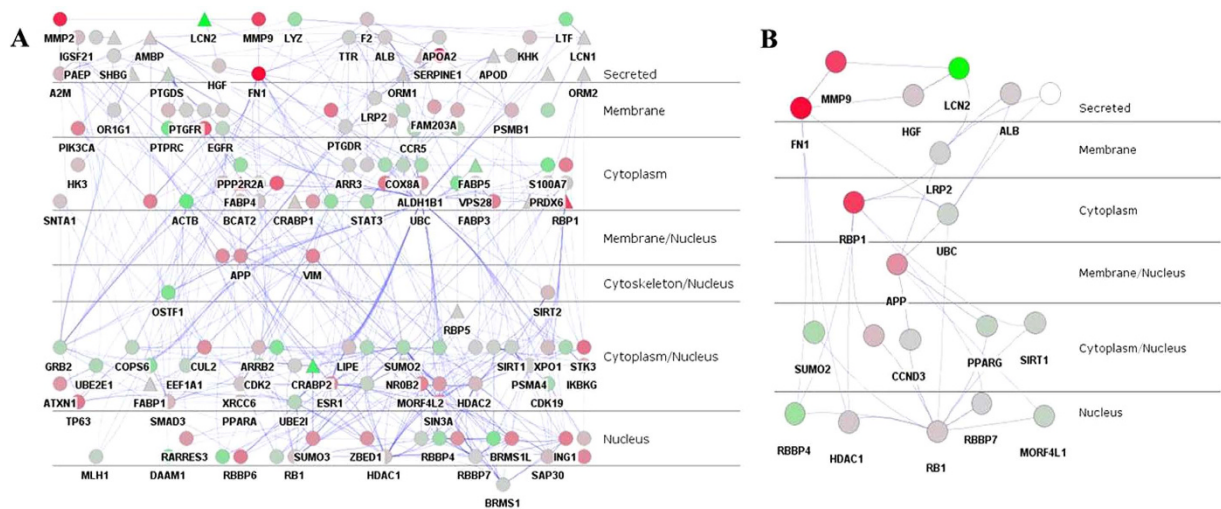 A
MMP2 LCN2 MMP9 LYZ F2 LTF
IGSF21 AMBP TTR ALB APOA2 KHK LCN1
PAEP SHBG HGF SERPINE1 APOD
A2M PTGDS FN1 ORM1 ORM2 Secreted
OR1G1 PTGFR LRP2 FAM203A PSMB1 Membrane
PIK3CA PTPRC EGFR PTGDR CCR5
HK3 PPP2R2A ARR3 COX8A FABP5 S100A7 Cytoplasm
FABP4 ALDH1B1 VPS28 PRDX6
SNTA1 ACTB BCAT2 CRABP1 STAT3 UBC FABP3 RBP1
Membrane/Nucleus
APP VIM
Cytoskeleton/Nucleus
OSTF1 SIRT2
RBP5
Cytoplasm/Nucleus
GRB2 COPS6 CUL2 ARRB2 LIPE SUMO2 SIRT1 XPO1 STK3
UBE2E1 EEF1A1 CDK2 CRABP2 NR0B2 HDAC2 PSMA4 IKBKG
ATXN1 FABP1 XRCC6 ESR1 MORF4L2 CDK19
TP63 SMAD3 PPARA UBE2I SIN3A
Nucleus
RARRES3 SUMO3 ZBED1 RBBP4 BRMS1L ING1
MLH1 DAAM1 RBBP6 RB1 HDAC1 RBBP7 SAP30
BRMS1
B
MMP9 LCN2
Secreted
FN1 HGF ALB
Membrane
LRP2
Cytoplasm
RBP1 UBC
Membrane/Nucleus
APP
Cytoplasm/Nucleus
SUMO2 CCND3 PPARG SIRT1
Nucleus
RBBP4 HDAC1 RB1 RBBP7 MORF4L1